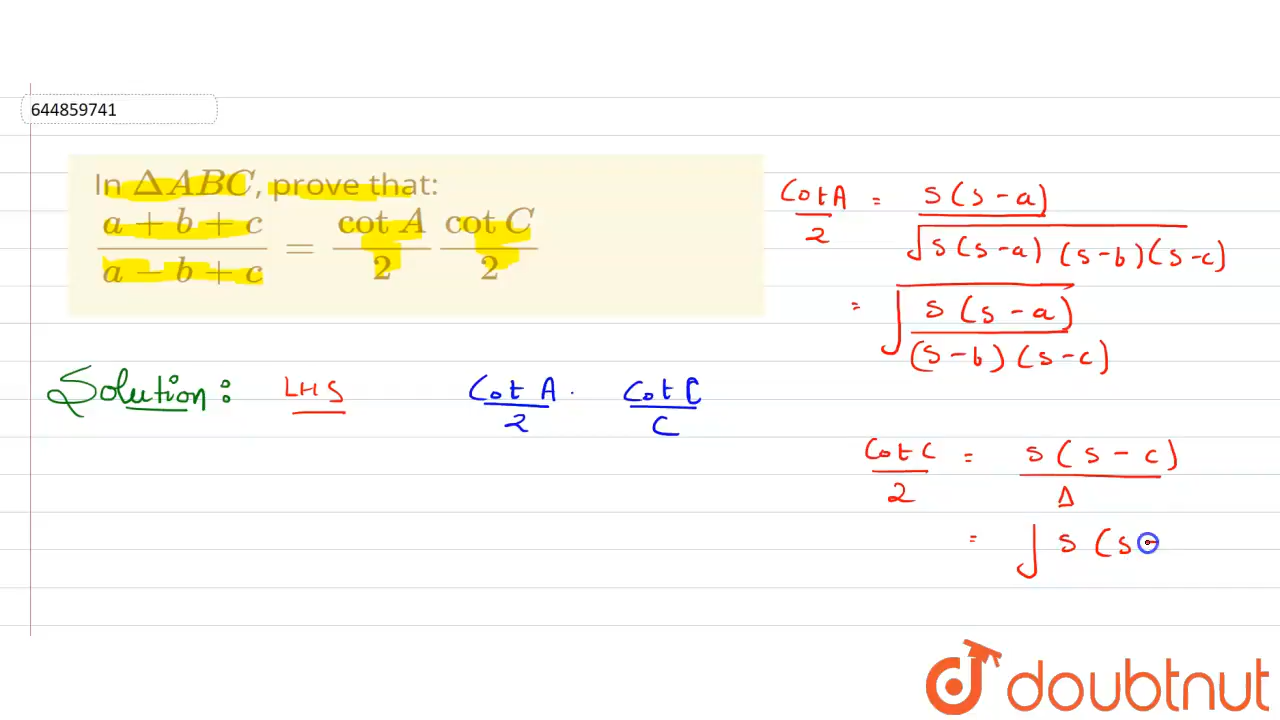 644859741
In ΔABC, prove that:
a + b + c / a − b + c = cot A / 2 cot C / 2
Cot A / 2 = s(s-a) / √s(s-a)(s-b)(s-c)
= √s(s-a) / (s-b)(s-c)
Solution: LHS Cot A / 2 . Cot C / C
Cot C / 2 = s(s-c) / Δ
= √s(s-
doubtnut